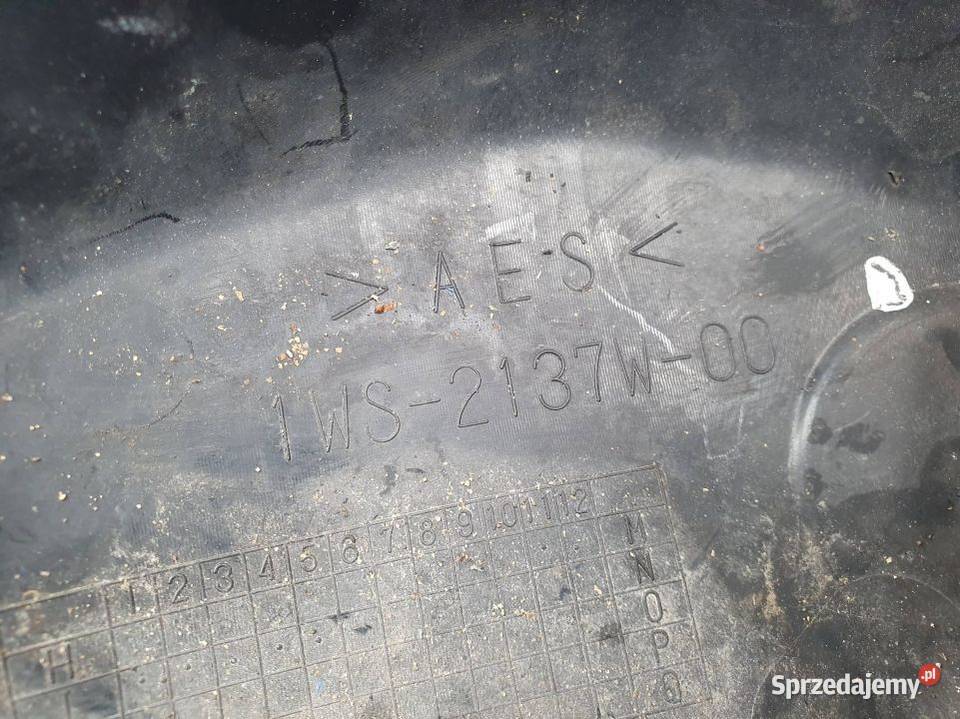 >AES<
1WS-2137W-00
1 2 3 4 5 6 7 8 9 10 11 12
M
N
O
H P
Q
Sprzedajemy.pl